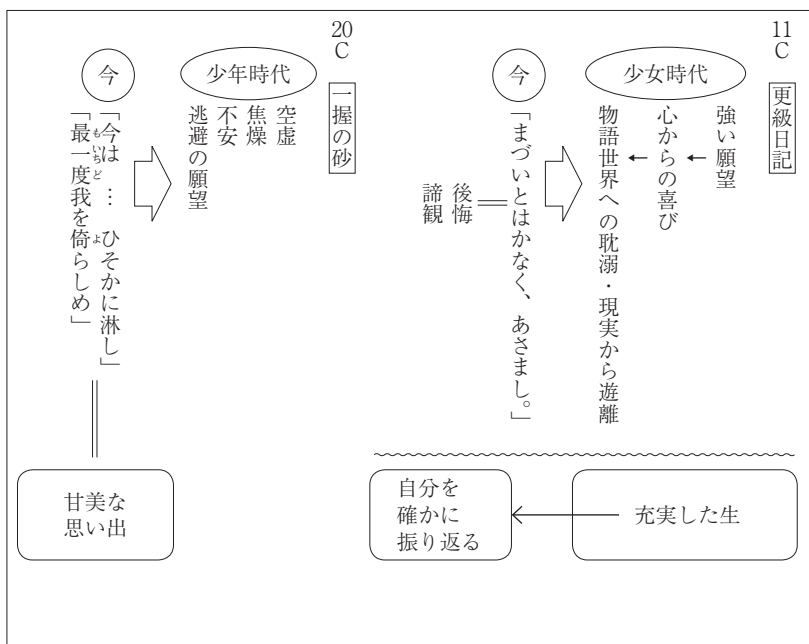 11C
更級日記
少女時代
強い願望
心からの喜び
物語世界への耽溺・現実から遊離
今
「まづいとはかなく、あさまし。」
後悔
諦観
充実した生
自分を
確かに
振り返る
20C
一握の砂
少年時代
空虚
焦燥
不安
逃避の願望
今
「今は…ひそかに淋し」
「最一度我を倚らしめ」
もいちど
よ
甘美な
思い出